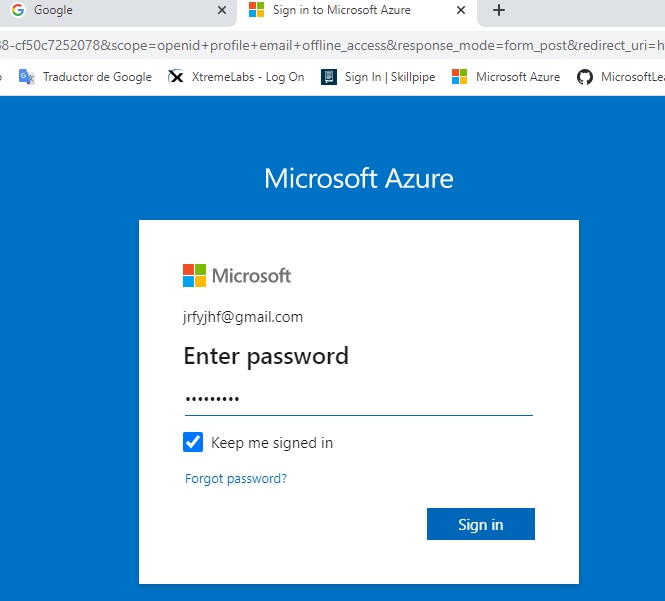 Google
Sign in to Microsoft Azure
38-cf50c7252078&scope=openid+profile+email+offline_access&response_mode=form_post&redirect_uri=h
Traductor de Google XtremeLabs - Log On Sign In | Skillpipe Microsoft Azure MicrosoftLea
Microsoft Azure
Microsoft
jrfyjhf@gmail.com
Enter password
•••••••••
Keep me signed in
Forgot password?
Sign in